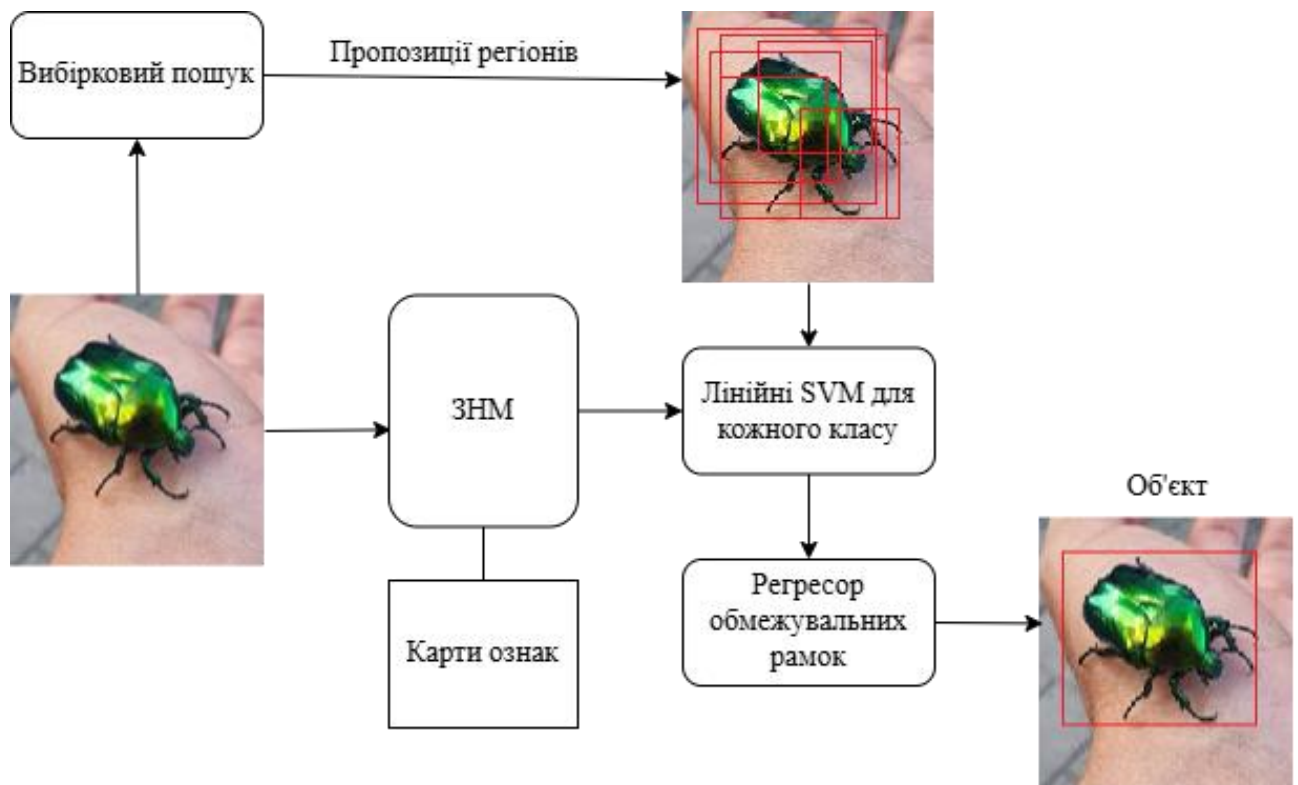 Вибірковий пошук
Пропозиції регіонів
ЗНМ
Лінійні SVM для
кожного класу
Об'єкт
Регресор
обмежувальних
рамок
Карти ознак